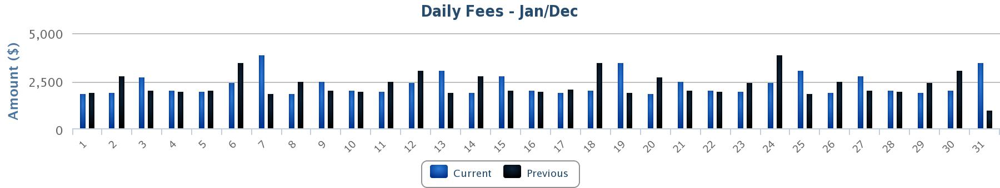 Daily Fees - Jan/Dec
Amount ($)
5,000
2,500
0
1 2 3 4 5 6 7 8 9 10 11 12 13 14 15 16 17 18 19 20 21 22 23 24 25 26 27 28 29 30 31
Current Previous